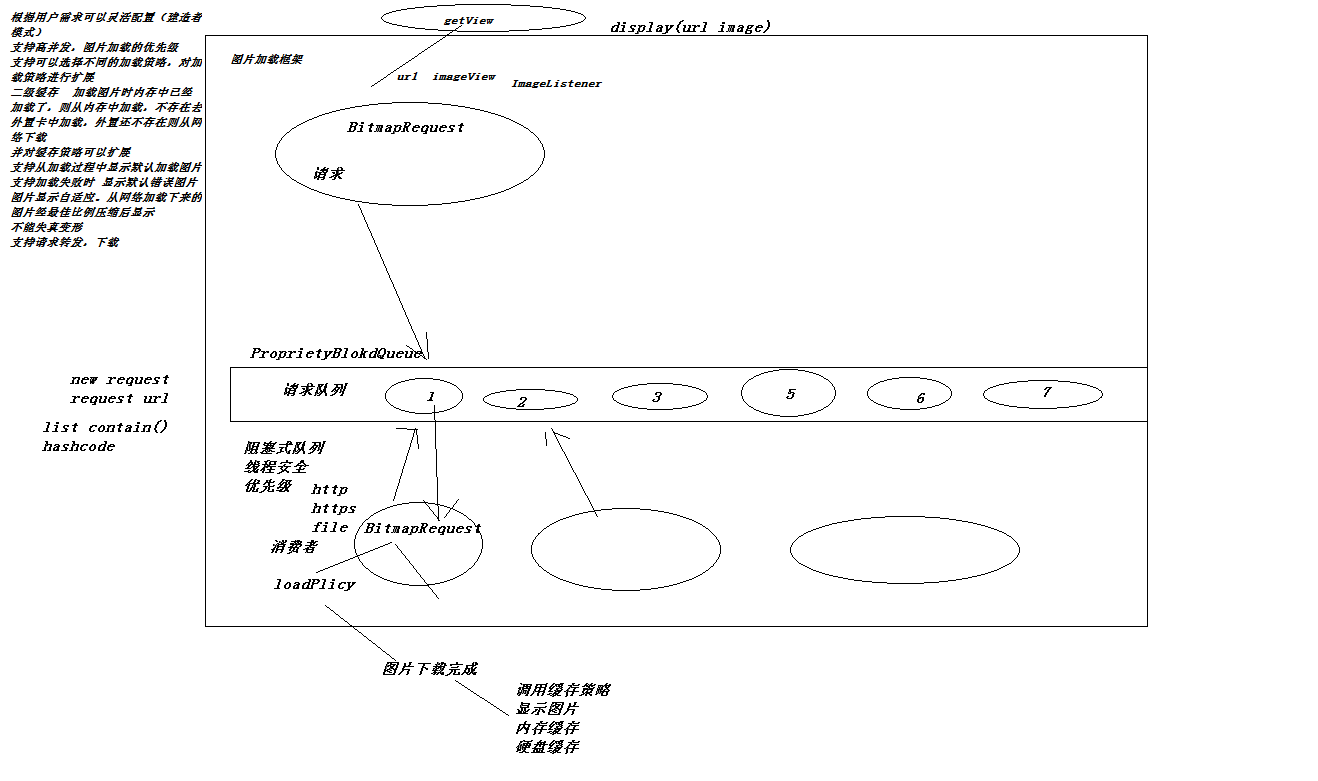 根据用户需求可以灵活配置（建造者
模式）
支持高并发，图片加载的优先级
支持可以选择不同的加载策略，对加
载策略进行扩展
二级缓存  加载图片时内存中已经
加载了，则从内存中加载，不存在去
外置卡中加载，外置还不存在则从网
络下载
并对缓存策略可以扩展
支持从加载过程中显示默认加载图片
支持加载失败时  显示默认错误图片
图片显示自适应。从网络加载下来的
图片经最佳比例压缩后显示
不能失真变形
支持请求转发，下载
getView
display(url image)
图片加载框架
url  imageView  ImageListener
BitmapRequest
请求
ProprietyBlokdQueue
请求队列
1
2
3
5
6
7
new request
request url
list contain()
hashcode
阻塞式队列
线程安全
优先级
http
https
file
BitmapRequest
消费者
loadPlicy
图片下载完成
调用缓存策略
显示图片
内存缓存
硬盘缓存